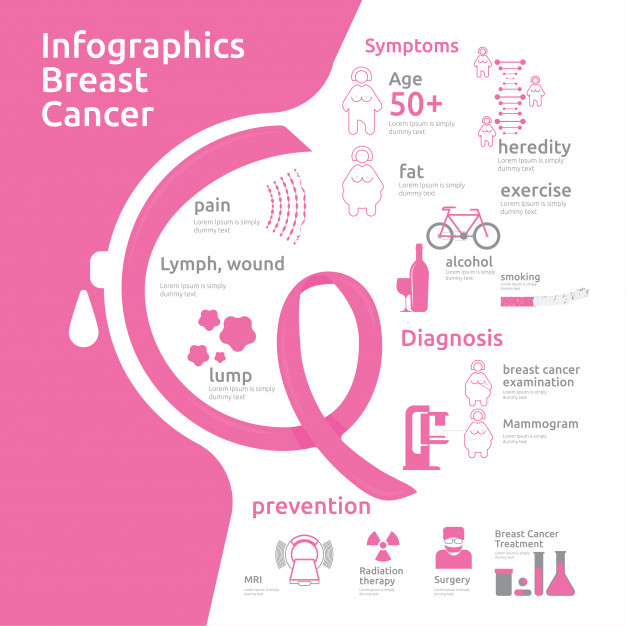 Infographics
Breast
Cancer
Symptoms
Age
50+
Lorem Ipsum is simply
dummy text
heredity
Lorem Ipsum is simply
dummy text
fat
Lorem Ipsum is simply
dummy text
exercise
Lorem Ipsum is simply
dummy text
pain
Lorem Ipsum is simply
dummy text
Lymph, wound
Lorem Ipsum is simply
dummy text
lump
Lorem Ipsum is simply
dummy text
alcohol
Lorem Ipsum is simply
dummy text
smoking
Lorem Ipsum is simply
dummy text
Diagnosis
breast cancer
examination
Lorem Ipsum is simply
dummy text
Mammogram
Lorem Ipsum is simply
dummy text
prevention
MRI
Lorem Ipsum is simply
dummy text
Radiation
therapy
Lorem Ipsum is simply
dummy text
Surgery
Lorem Ipsum is simply
dummy text
Breast Cancer
Treatment
Lorem Ipsum is simply
dummy text